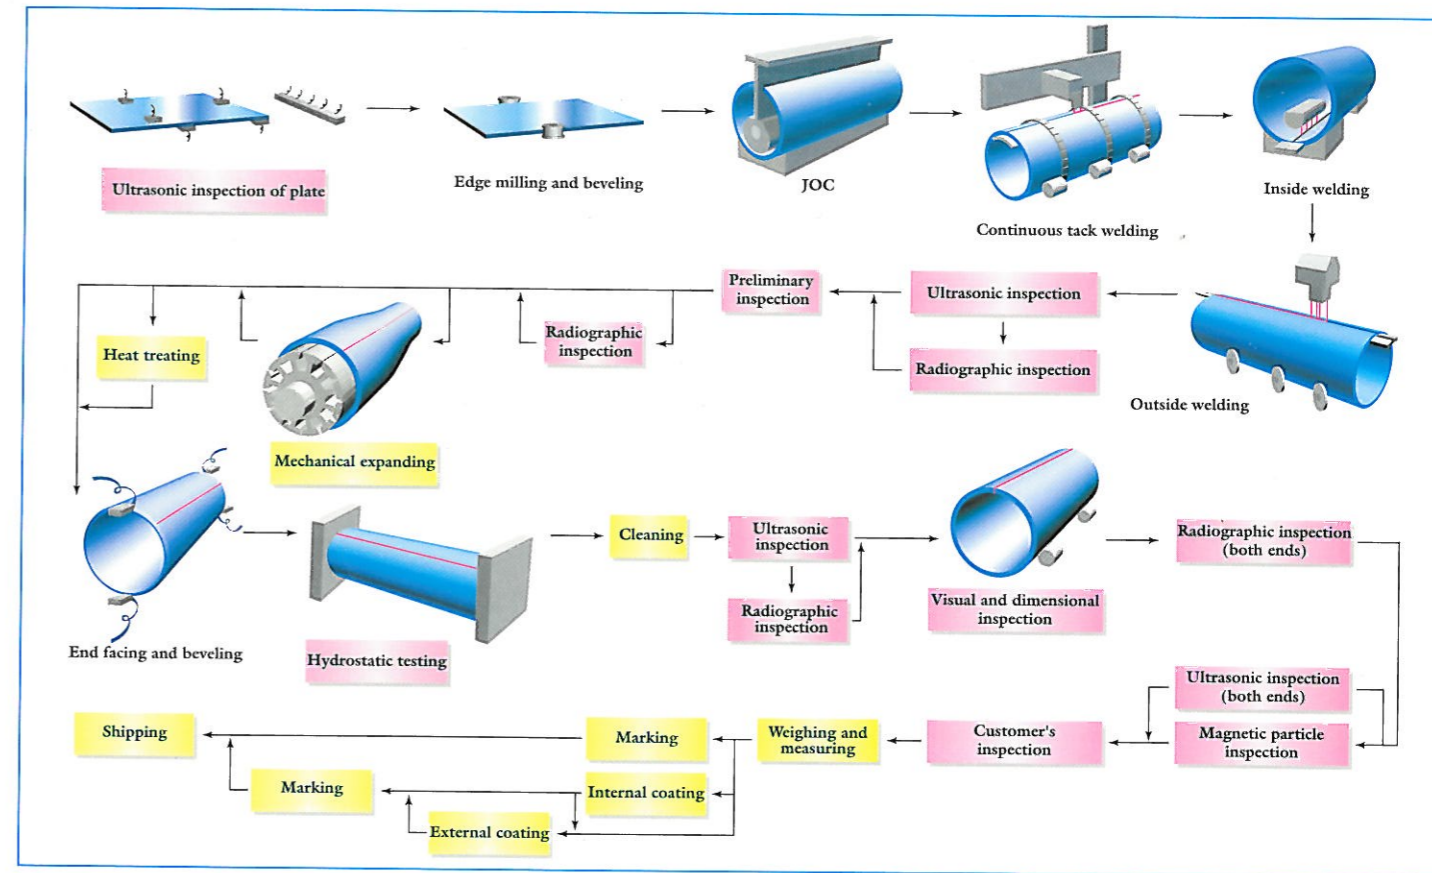 Ultrasonic inspection of plate
Edge milling and beveling
JOC
Continuous tack welding
Inside welding
Outside welding
Ultrasonic inspection
Radiographic inspection
Preliminary
inspection
Radiographic
inspection
Mechanical expanding
Heat treating
End facing and beveling
Hydrostatic testing
Cleaning
Ultrasonic
inspection
Radiographic
inspection
Visual and dimensional
inspection
Radiographic inspection
(both ends)
Ultrasonic inspection
(both ends)
Magnetic particle
inspection
Customer's
inspection
Weighing and
measuring
Marking
Internal coating
External coating
Marking
Shipping